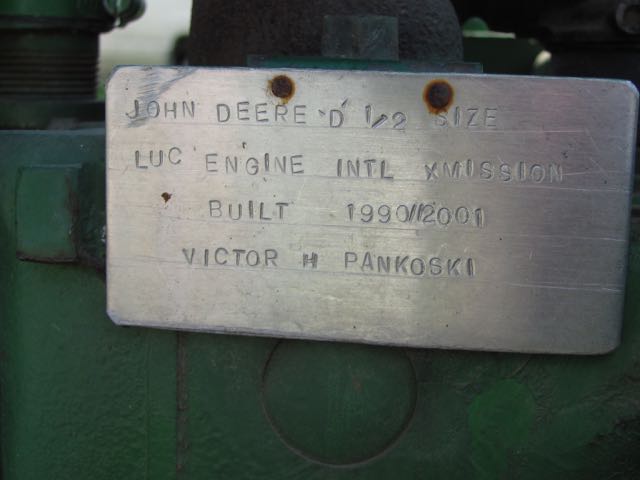 JOHN DEERE "D" 1/2 SIZE
LUC ENGINE INTL XMISSION
BUILT 1990//2001
VICTOR H PANKOSKI